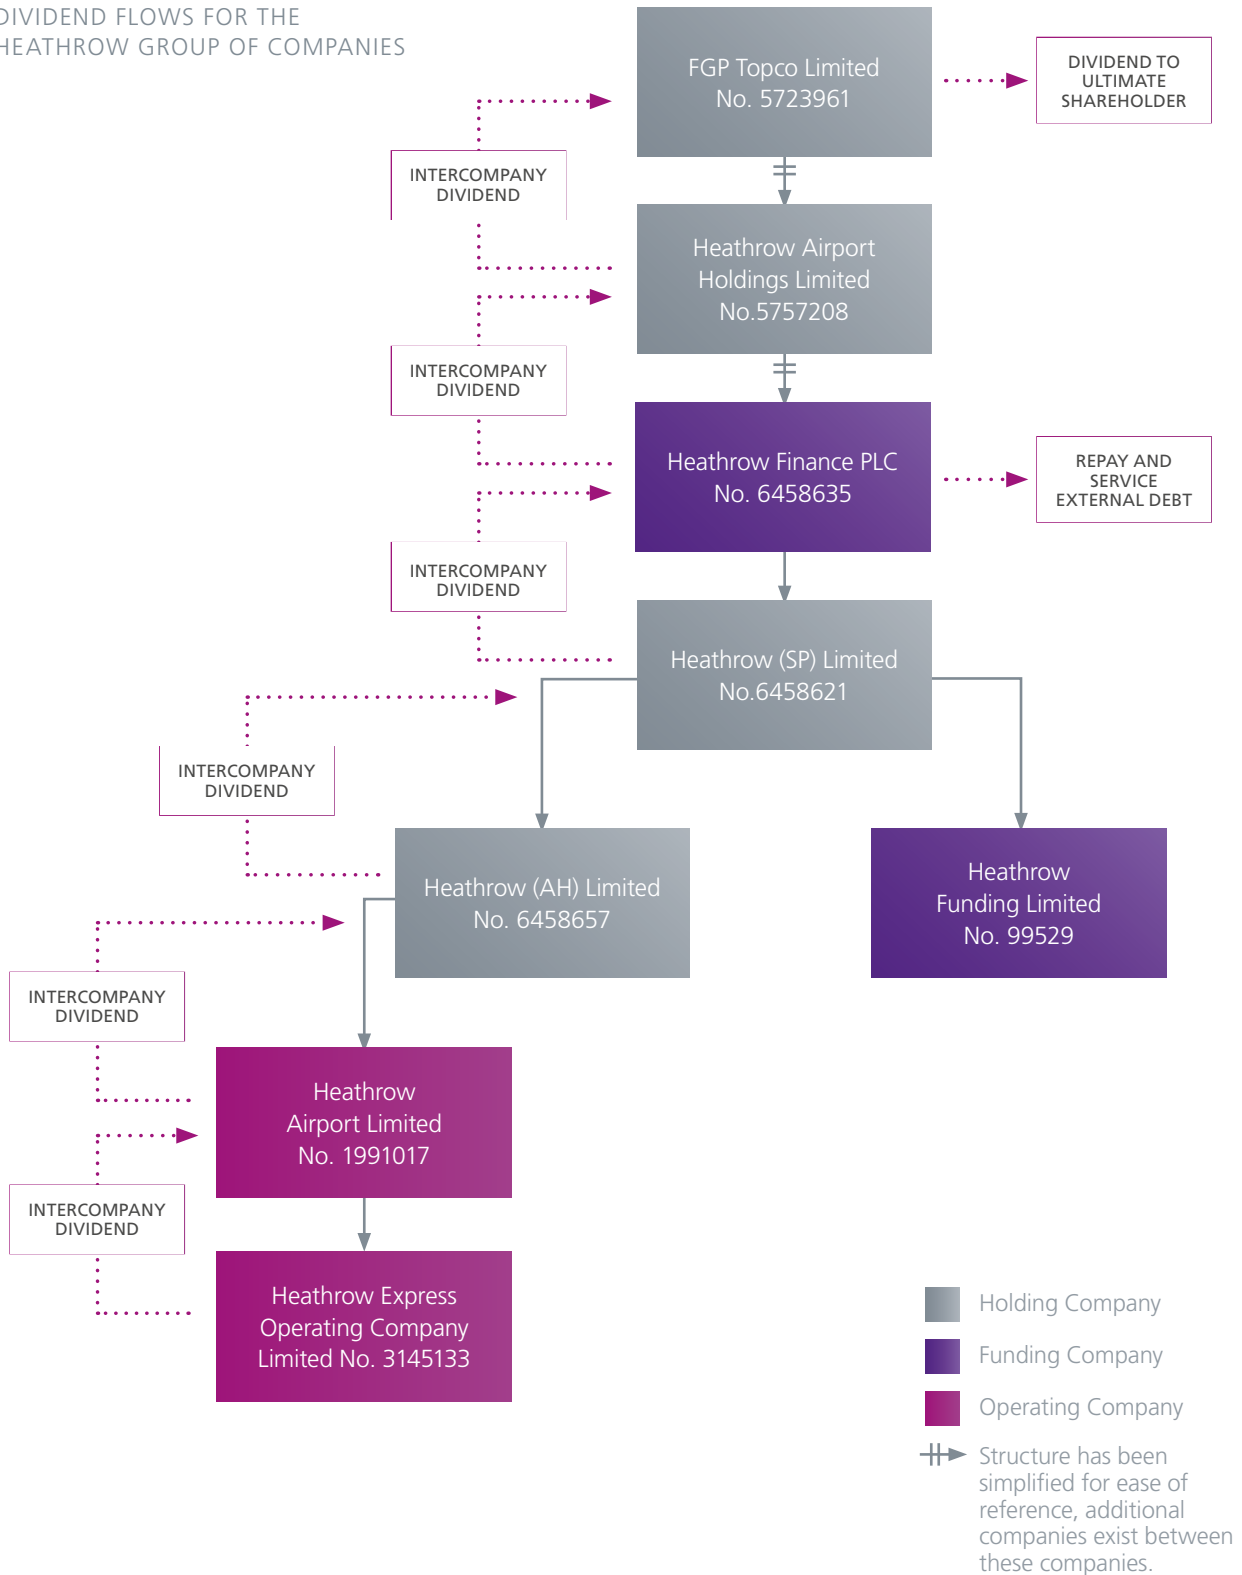 DIVIDEND FLOWS FOR THE
HEATHROW GROUP OF COMPANIES
FGP Topco Limited
No. 5723961
DIVIDEND TO
ULTIMATE
SHAREHOLDER
INTERCOMPANY
DIVIDEND
Heathrow Airport
Holdings Limited
No.5757208
INTERCOMPANY
DIVIDEND
Heathrow Finance PLC
No. 6458635
REPAY AND
SERVICE
EXTERNAL DEBT
INTERCOMPANY
DIVIDEND
Heathrow (SP) Limited
No.6458621
INTERCOMPANY
DIVIDEND
Heathrow (AH) Limited
No. 6458657
Heathrow
Funding Limited
No. 99529
INTERCOMPANY
DIVIDEND
Heathrow
Airport Limited
No. 1991017
INTERCOMPANY
DIVIDEND
Heathrow Express
Operating Company
Limited No. 3145133
Holding Company
Funding Company
Operating Company
Structure has been
simplified for ease of
reference, additional
companies exist between
these companies.